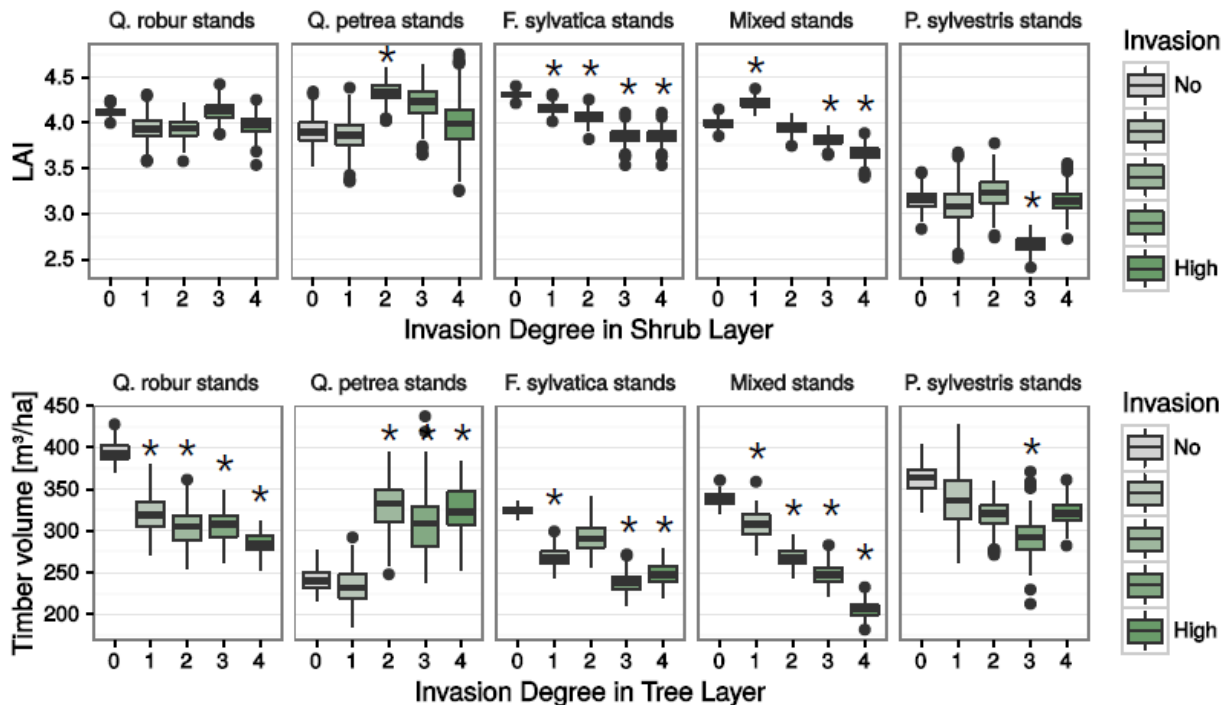 Q. robur stands Q. petrea stands F. sylvatica stands Mixed stands P. sylvestris stands
Invasion
No
High
LAI
4.5
4.0
3.5
3.0
2.5
* * * * * * * * * *
0 1 2 3 4 0 1 2 3 4 0 1 2 3 4 0 1 2 3 4 0 1 2 3 4
Invasion Degree in Shrub Layer
Q. robur stands Q. petrea stands F. sylvatica stands Mixed stands P. sylvestris stands
Invasion
No
High
Timber volume [m³/ha]
450
400
350
300
250
200
* * * * * * * * * * * * * * *
0 1 2 3 4 0 1 2 3 4 0 1 2 3 4 0 1 2 3 4 0 1 2 3 4
Invasion Degree in Tree Layer